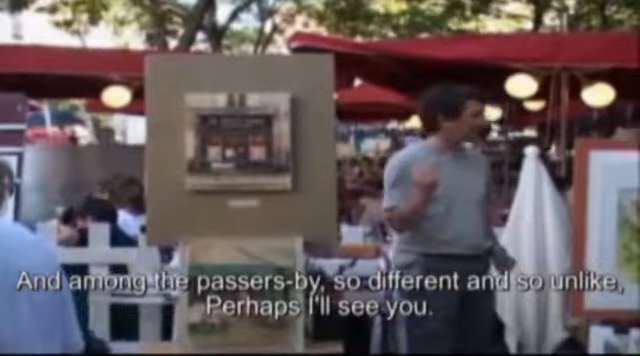 And among the passers-by, so different and so unlike,
Perhaps I'll see you.